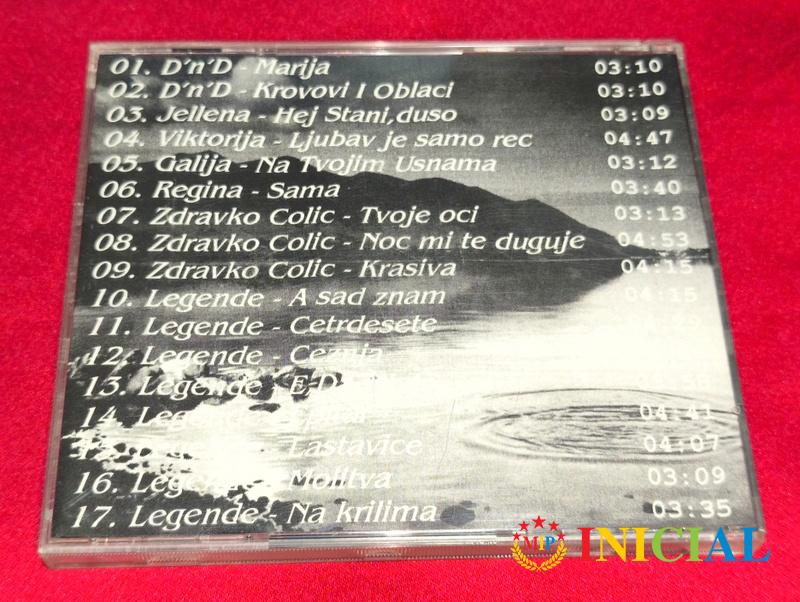 01. D'n'D - Marija 03:10
02. D'n'D - Krovovi I Oblaci 03:10
03. Jellena - Hej Stani,duso 03:09
04. Viktorija - Ljubav je samo rec 04:47
05. Galija - Na Tvojim Usnama 03:12
06. Regina - Sama 03:40
07. Zdravko Colic - Tvoje oci 03:13
08. Zdravko Colic - Noc mi te duguje 04:53
09. Zdravko Colic - Krasiva 04:15
10. Legende - A sad znam 04:15
11. Legende - Cetrdesete
12. Legende - Ceznja
13. Legende -
14. 04:41
15. Lastavice 04:07
16. Legende - Molitva 03:09
17. Legende - Na krilima 03:35
MP INICIAL